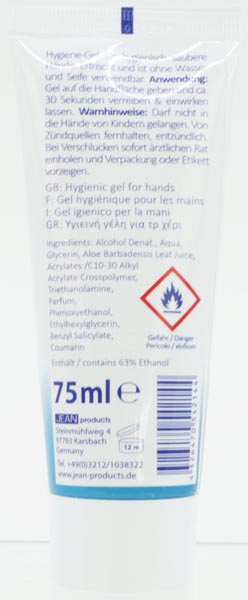 Hygiene-Gel für hygienisch saubere
Hände. Erfrischt und ist ohne Wasser
und Seife verwendbar. Anwendung:
Gel auf die Handfläche geben und ca.
30 Sekunden verreiben & einwirken
lassen. Warnhinweise: Darf nicht in
die Hände von Kindern gelangen. Von
Zündquellen fernhalten, entzündlich.
Bei Verschlucken sofort ärztlichen Rat
einholen und Verpackung oder Etikett
vorzeigen.
GB: Hygienic gel for hands
F: Gel hygiénique pour les mains
I: Gel igienico per la mani
GR: Υγιεινή γέλη για τρ χέρι
Ingredients: Alcohol Denat., Aqua,
Glycerin, Aloe Barbadensis Leaf Juice,
Acrylates /C10-30 Alkyl
Acrylate Crosspolymer,
Triethanolamine,
Parfum,
Phenoxyethanol,
Ethylhexylglycerin,
Benzyl Salicylate,
Coumarin
Gefahr / Danger
Pericolo / κίνδυνος
Enthält / contains 63% Ethanol
75ml e
JEAN products
Steinmühlweg 4
97783 Karsbach
Germany
Tel. +49(0)3212/1038322
www.jean-products.de
12 M